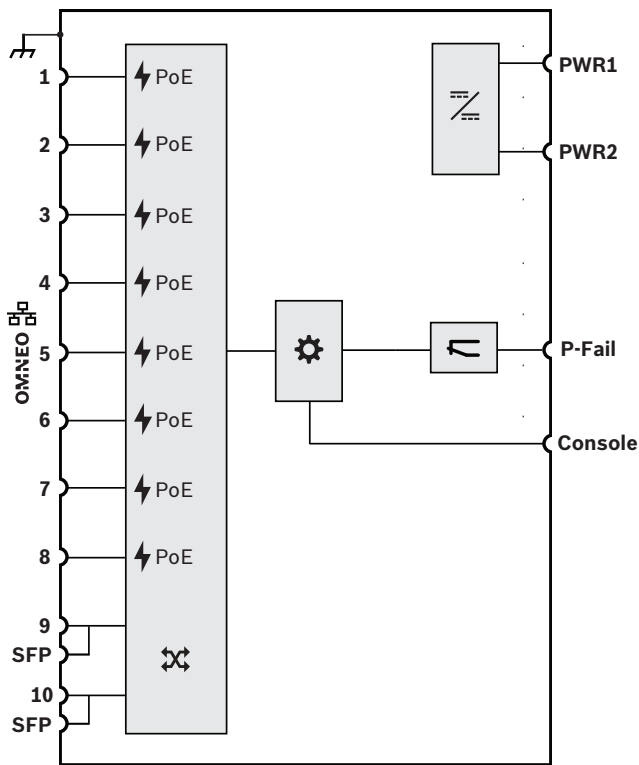 PWR1
1 PoE
2 PoE
PWR2
3 PoE
4 PoE
OMNEO
5 PoE
P-Fail
6 PoE
Console
7 PoE
8 PoE
9
SFP
10
SFP